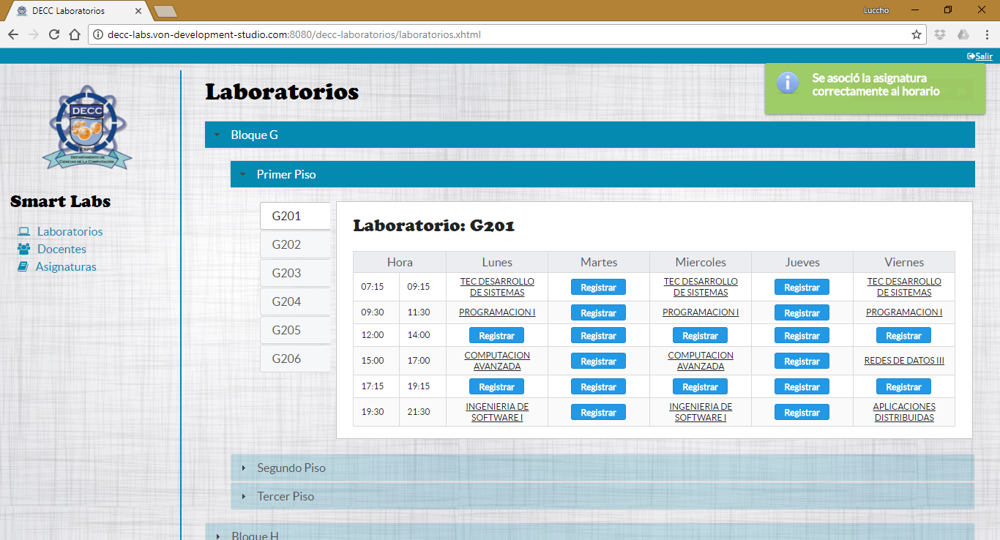 DECC Laboratorios
Luccho
decc-labs.von-development-studio.com:8080/decc-laboratorios/laboratorios.xhtml
Salir
Se asoció la asignatura
correctamente al horario
DECC
ESPE
DEPARTAMENTO DE
CIENCIAS DE LA COMPUTACIÓN
Smart Labs
Laboratorios
Docentes
Asignaturas
Laboratorios
Bloque G
Primer Piso
G201
G202
G203
G204
G205
G206
Laboratorio: G201
Hora Lunes Martes Miercoles Jueves Viernes
07:15 09:15 TEC DESARROLLO DE SISTEMAS Registrar TEC DESARROLLO DE SISTEMAS Registrar TEC DESARROLLO DE SISTEMAS
09:30 11:30 PROGRAMACION I Registrar PROGRAMACION I Registrar PROGRAMACION I
12:00 14:00 Registrar Registrar Registrar Registrar Registrar
15:00 17:00 COMPUTACION AVANZADA Registrar COMPUTACION AVANZADA Registrar REDES DE DATOS III
17:15 19:15 Registrar Registrar Registrar Registrar Registrar
19:30 21:30 INGENIERIA DE SOFTWARE I Registrar INGENIERIA DE SOFTWARE I Registrar APLICACIONES DISTRIBUIDAS
Segundo Piso
Tercer Piso
Bloque H